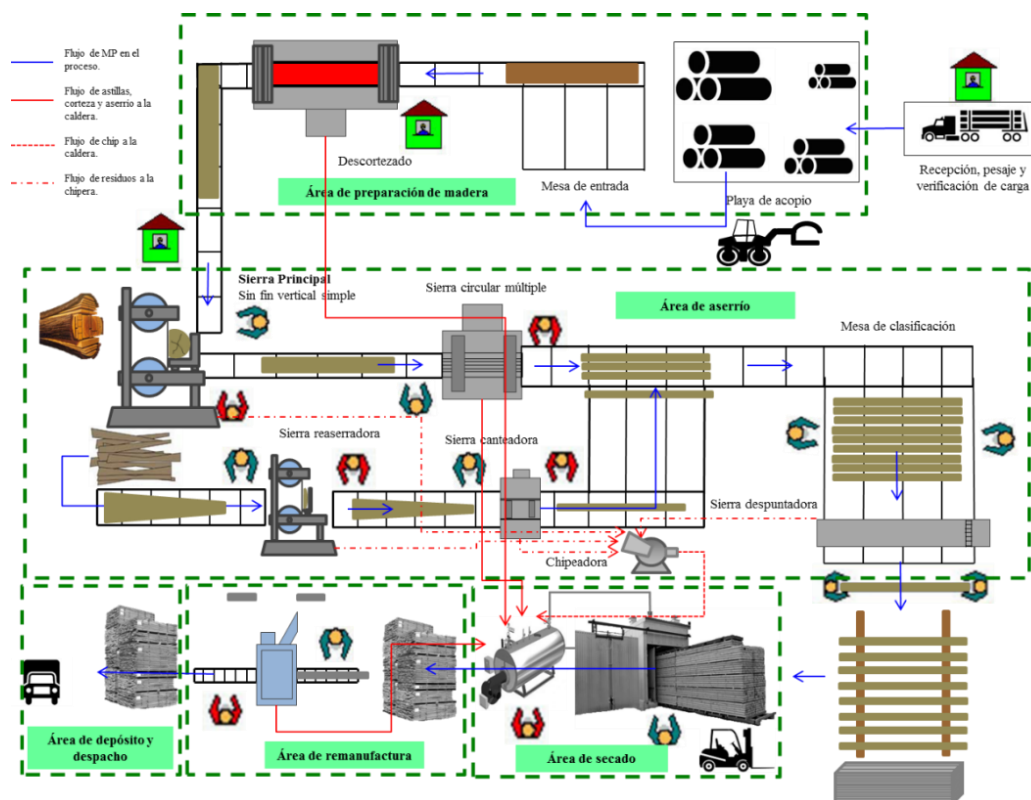 Flujo de MP en el
proceso.
Flujo de astillas,
corteza y aserrio a la
caldera.
Flujo de chip a la
caldera.
Flujo de residuos a la
chipera.
Descortezado
Área de preparación de madera
Mesa de entrada
Playa de acopio
Recepción, pesaje y
verificación de carga
Sierra Principal
Sin fin vertical simple
Sierra circular múltiple
Área de aserrío
Mesa de clasificación
Sierra reaserradora
Sierra canteadora
Sierra despuntadora
Chipeadora
Área de depósito y
despacho
Área de remanufactura
Área de secado